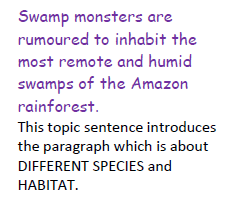 Swamp monsters are
rumoured to inhabit the
most remote and humid
swamps of the Amazon
rainforest.
This topic sentence introduces
the paragraph which is about
DIFFERENT SPECIES and
HABITAT.